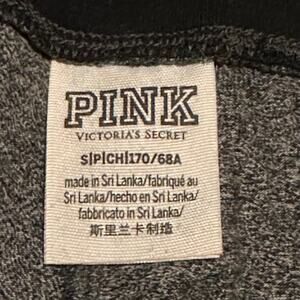 PINK
VICTORIA'S SECRET
S|P|CH|170/68A
made in Sri Lanka/fabriqué au
Sri Lanka/hecho en Sri Lanka/
fabbricato in Sri Lanka/
斯里兰卡制造